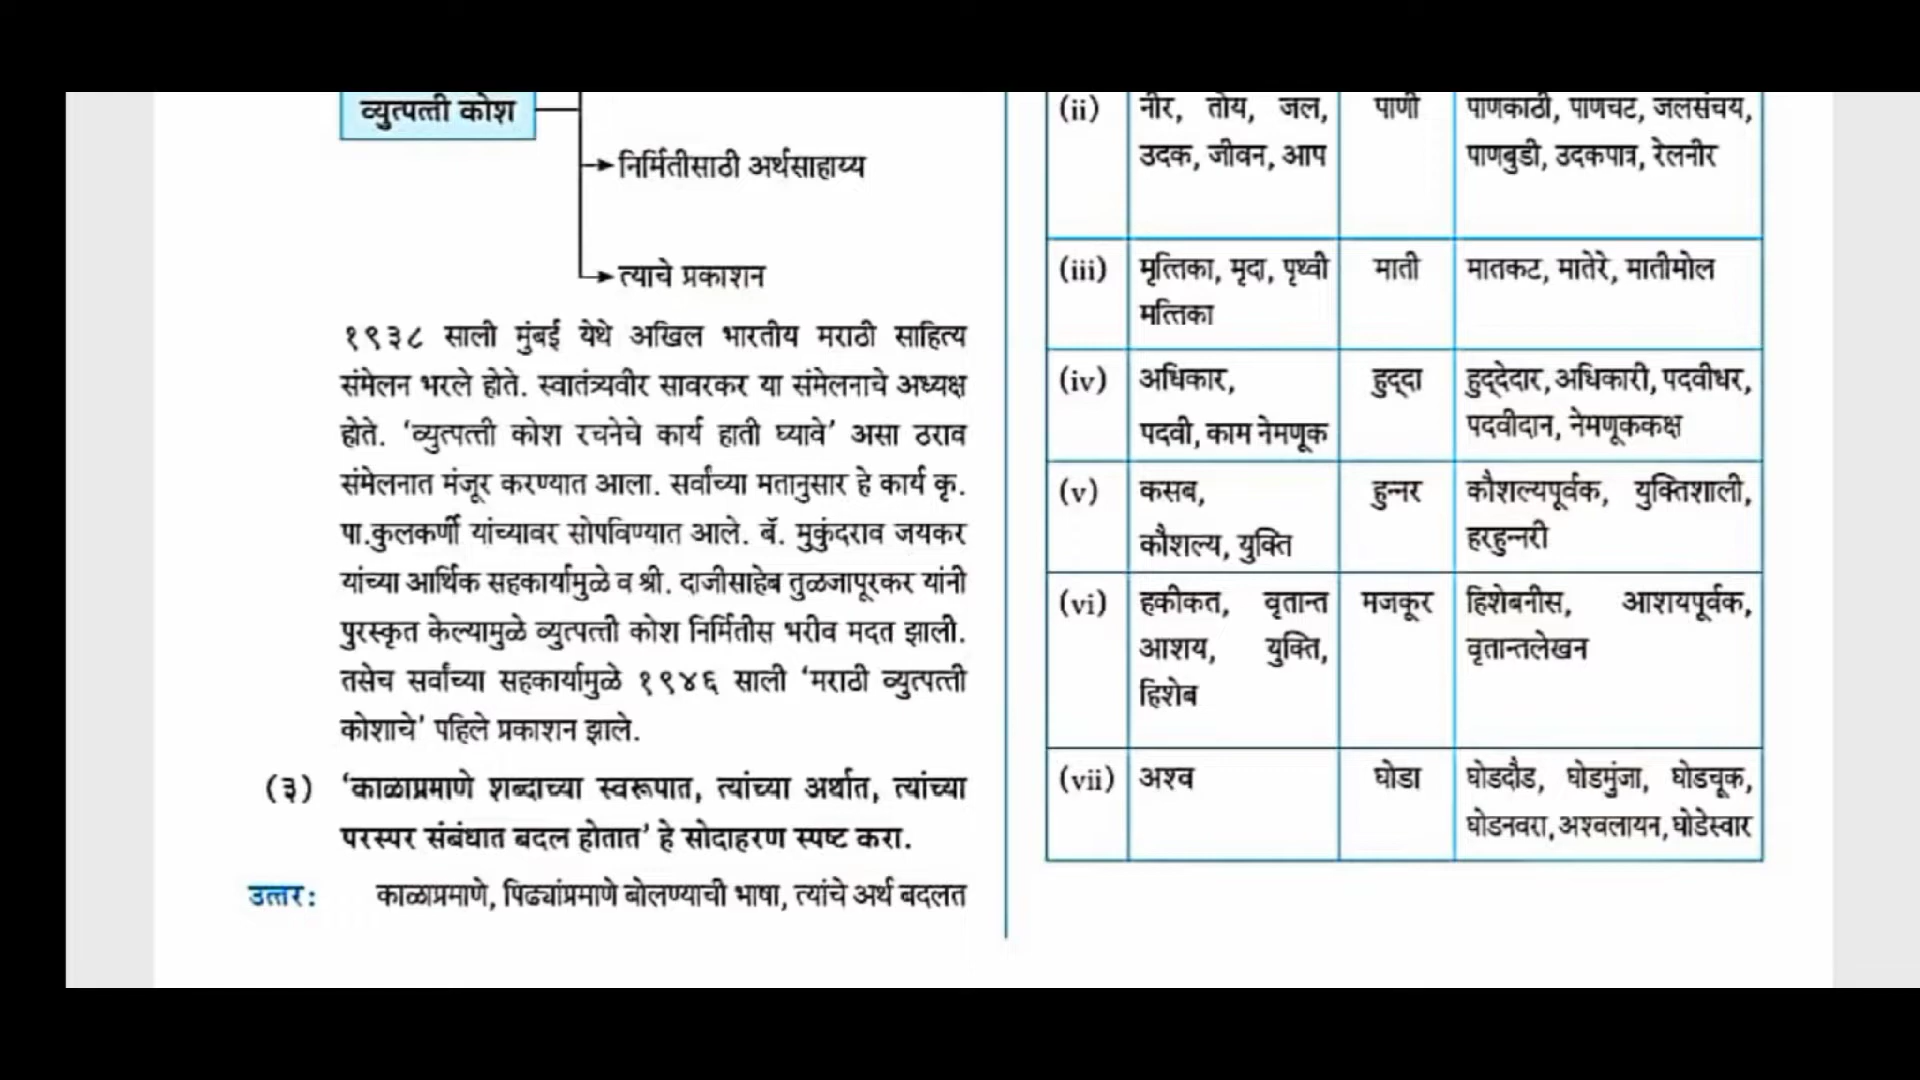 व्युत्पत्ती कोश
निर्मितीसाठी अर्थसाहाय्य
त्याचे प्रकाशन
१९३८ साली मुंबई येथे अखिल भारतीय मराठी साहित्य
संमेलन भरले होते. स्वातंत्र्यवीर सावरकर या संमेलनाचे अध्यक्ष
होते. ‘व्युत्पत्ती कोश रचनेचे कार्य हाती घ्यावे’ असा ठराव
संमेलनात मंजूर करण्यात आला. सर्वांच्या मतानुसार हे कार्य कृ.
पा.कुलकर्णी यांच्यावर सोपविण्यात आले. बॅ. मुकुंदराव जयकर
यांच्या आर्थिक सहकार्यामुळे व श्री. दाजीसाहेब तुळजापूरकर यांनी
पुरस्कृत केल्यामुळे व्युत्पत्ती कोश निर्मितीस भरीव मदत झाली.
तसेच सर्वांच्या सहकार्यामुळे १९४६ साली ‘मराठी व्युत्पत्ती
कोशाचे’ पहिले प्रकाशन झाले.
(३) ‘काळाप्रमाणे शब्दाच्या स्वरूपात, त्यांच्या अर्थात, त्यांच्या
परस्पर संबंधात बदल होतात’ हे सोदाहरण स्पष्ट करा.
उत्तर: काळाप्रमाणे, पिढ्यांप्रमाणे बोलण्याची भाषा, त्यांचे अर्थ बदलत
(ii) नीर, तोय, जल, पाणी पाणकाठी, पाणचट, जलसंचय,
उदक, जीवन, आप पाणबुडी, उदकपात्र, रेलनीर
(iii) मृत्तिका, मृदा, पृथ्वी माती मातकट, मातेरे, मातीमोल
मत्तिका
(iv) अधिकार, हुद्दा हुद्देदार, अधिकारी, पदवीधर,
पदवी, काम नेमणूक पदवीदान, नेमणूककक्ष
(v) कसब, हुन्नर कौशल्यपूर्वक, युक्तिशाली,
कौशल्य, युक्ति हरहुन्नरी
(vi) हकीकत, वृतान्त मजकूर हिशेबनीस, आशयपूर्वक,
आशय, युक्ति, वृतान्तलेखन
हिशेब
(vii) अश्व घोडा घोडदौड, घोडमुंजा, घोडचूक,
घोडनवरा, अश्वलायन, घोडेस्वार